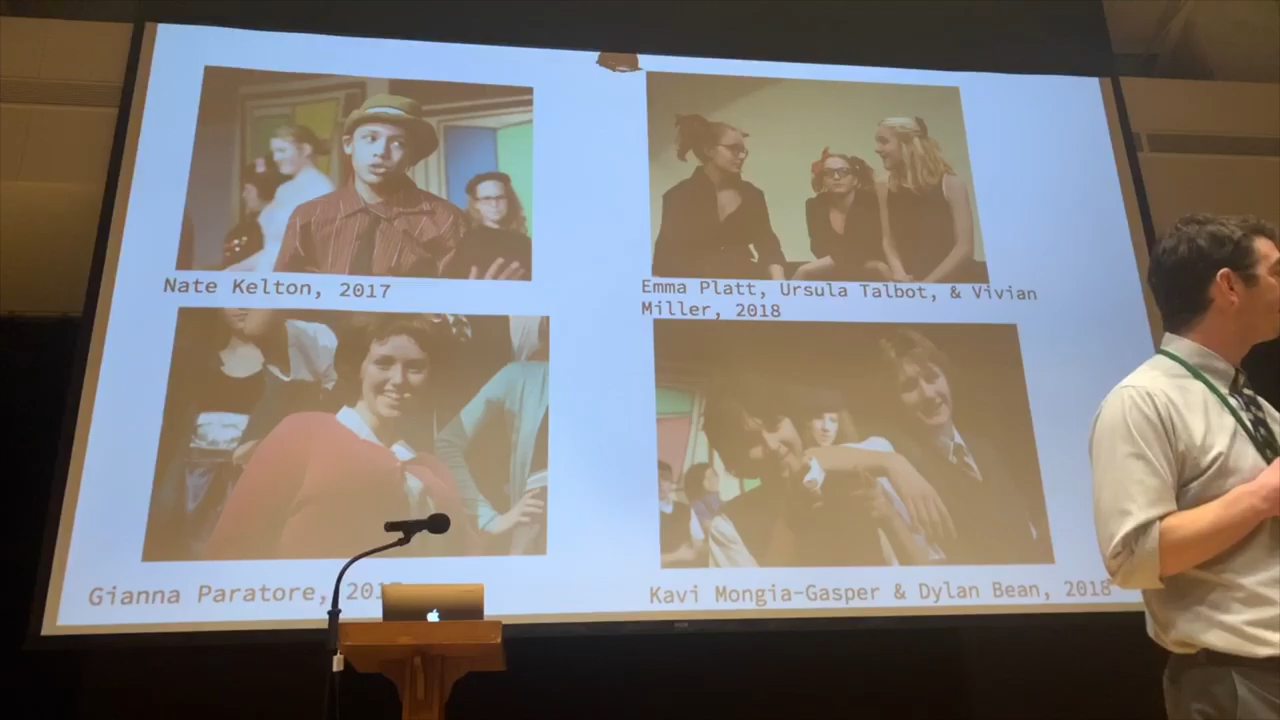 Nate Kelton, 2017
Emma Platt, Ursula Talbot, & Vivian
Miller, 2018
Gianna Paratore,
Kavi Mongia-Gasper & Dylan Bean, 2018